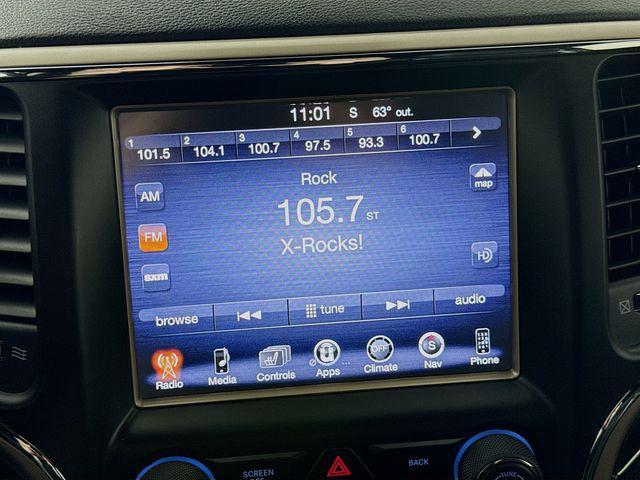 11:01 S 63° out.
1 101.5 2 104.1 3 100.7 4 97.5 5 93.3 6 100.7
Rock
AM
map
105.7 ST
FM
X-Rocks!
HD
sxm
browse tune audio
Radio Media Controls Apps OFF Climate S Nav Phone
SCREEN
BACK
TUNE